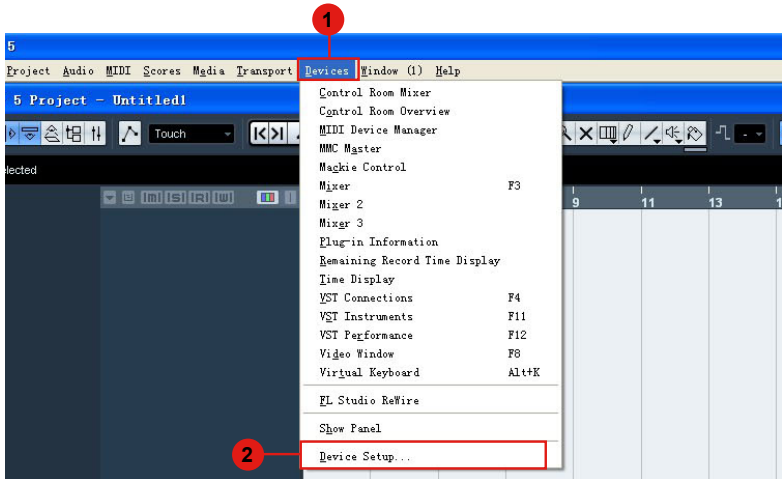 1
5
Project Audio MIDI Scores Media Transport Devices Window (1) Help
5 Project - Untitled1
Touch
lected
[m] [S] [R] [W]
9 11 13 1
Control Room Mixer
Control Room Overview
MIDI Device Manager
MMC Master
Mackie Control
Mixer F3
Mixer 2
Mixer 3
Plug-in Information
Remaining Record Time Display
Time Display
VST Connections F4
VST Instruments F11
VST Performance F12
Video Window F8
Virtual Keyboard Alt+K
FL Studio ReWire
Show Panel
2
Device Setup...